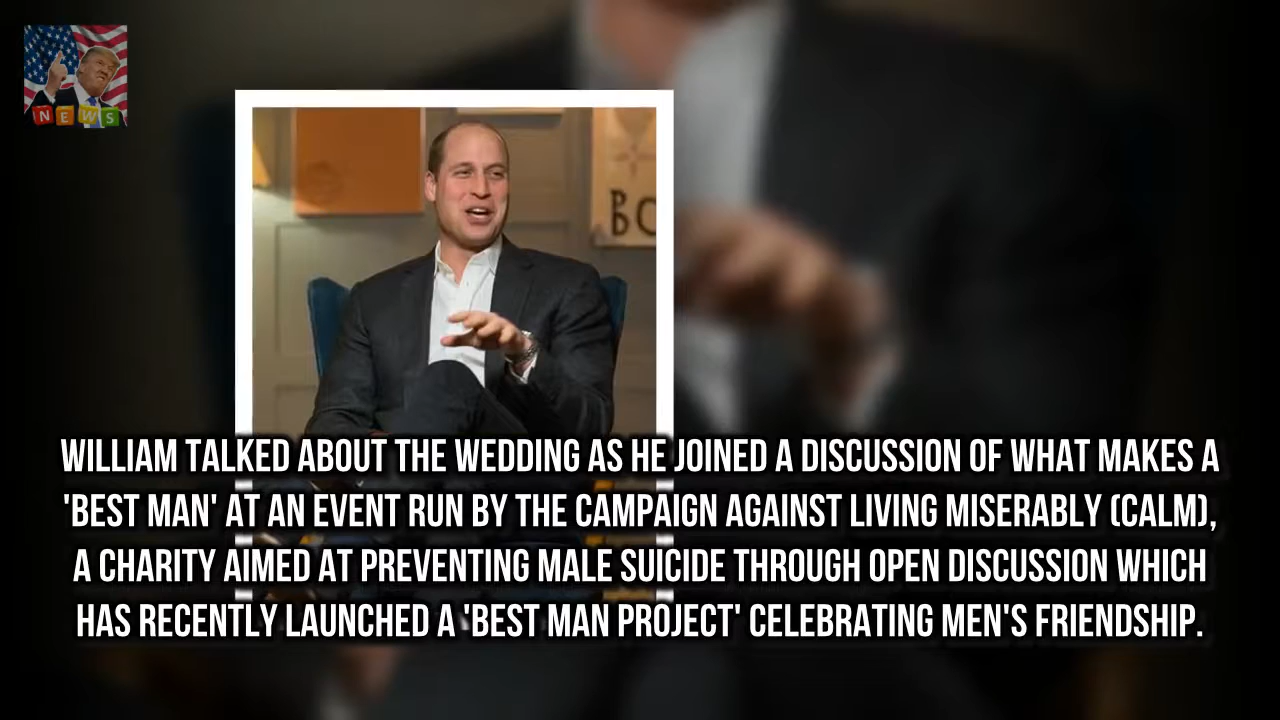 NEWS
BO
WILLIAM TALKED ABOUT THE WEDDING AS HE JOINED A DISCUSSION OF WHAT MAKES A
'BEST MAN' AT AN EVENT RUN BY THE CAMPAIGN AGAINST LIVING MISERABLY (CALM),
A CHARITY AIMED AT PREVENTING MALE SUICIDE THROUGH OPEN DISCUSSION WHICH
HAS RECENTLY LAUNCHED A 'BEST MAN PROJECT' CELEBRATING MEN'S FRIENDSHIP.